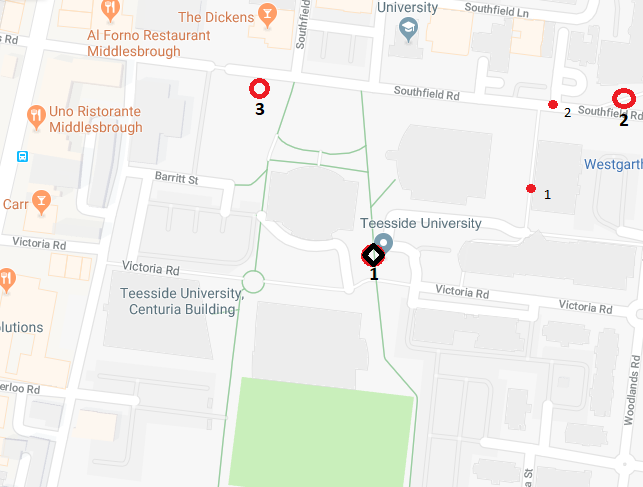 University
Southfield Ln
The Dickens
Al Forno Restaurant
Middlesbrough
Southfield
s Rd
Southfield Rd
3
2
Southfield Rd
2
Uno Ristorante
Middlesbrough
Westgarth
Barritt St
1
Carr
Teesside University
Victoria Rd
Victoria Rd
1
Teesside University,
Centuria Building
Victoria Rd
Victoria Rd
olutions
erloo Rd
Woodlands Rd
a St